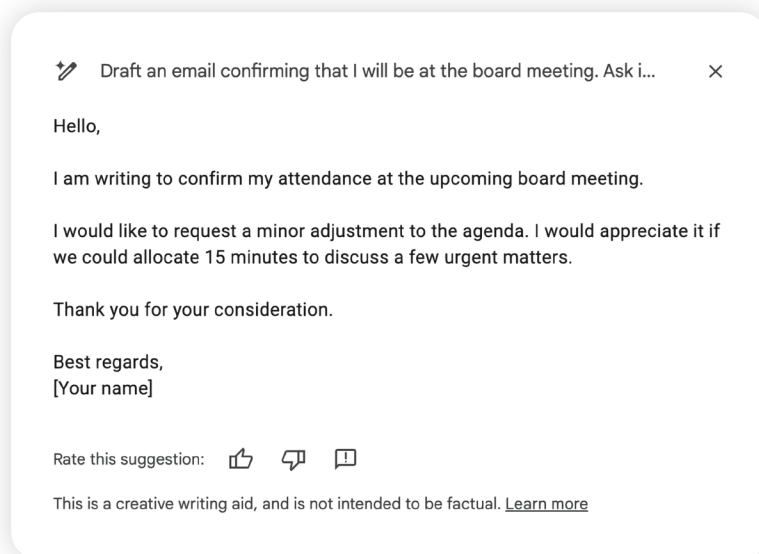 Draft an email confirming that I will be at the board meeting. Ask i...
Hello,
I am writing to confirm my attendance at the upcoming board meeting.
I would like to request a minor adjustment to the agenda. I would appreciate it if
we could allocate 15 minutes to discuss a few urgent matters.
Thank you for your consideration.
Best regards,
[Your name]
Rate this suggestion:
This is a creative writing aid, and is not intended to be factual. Learn more